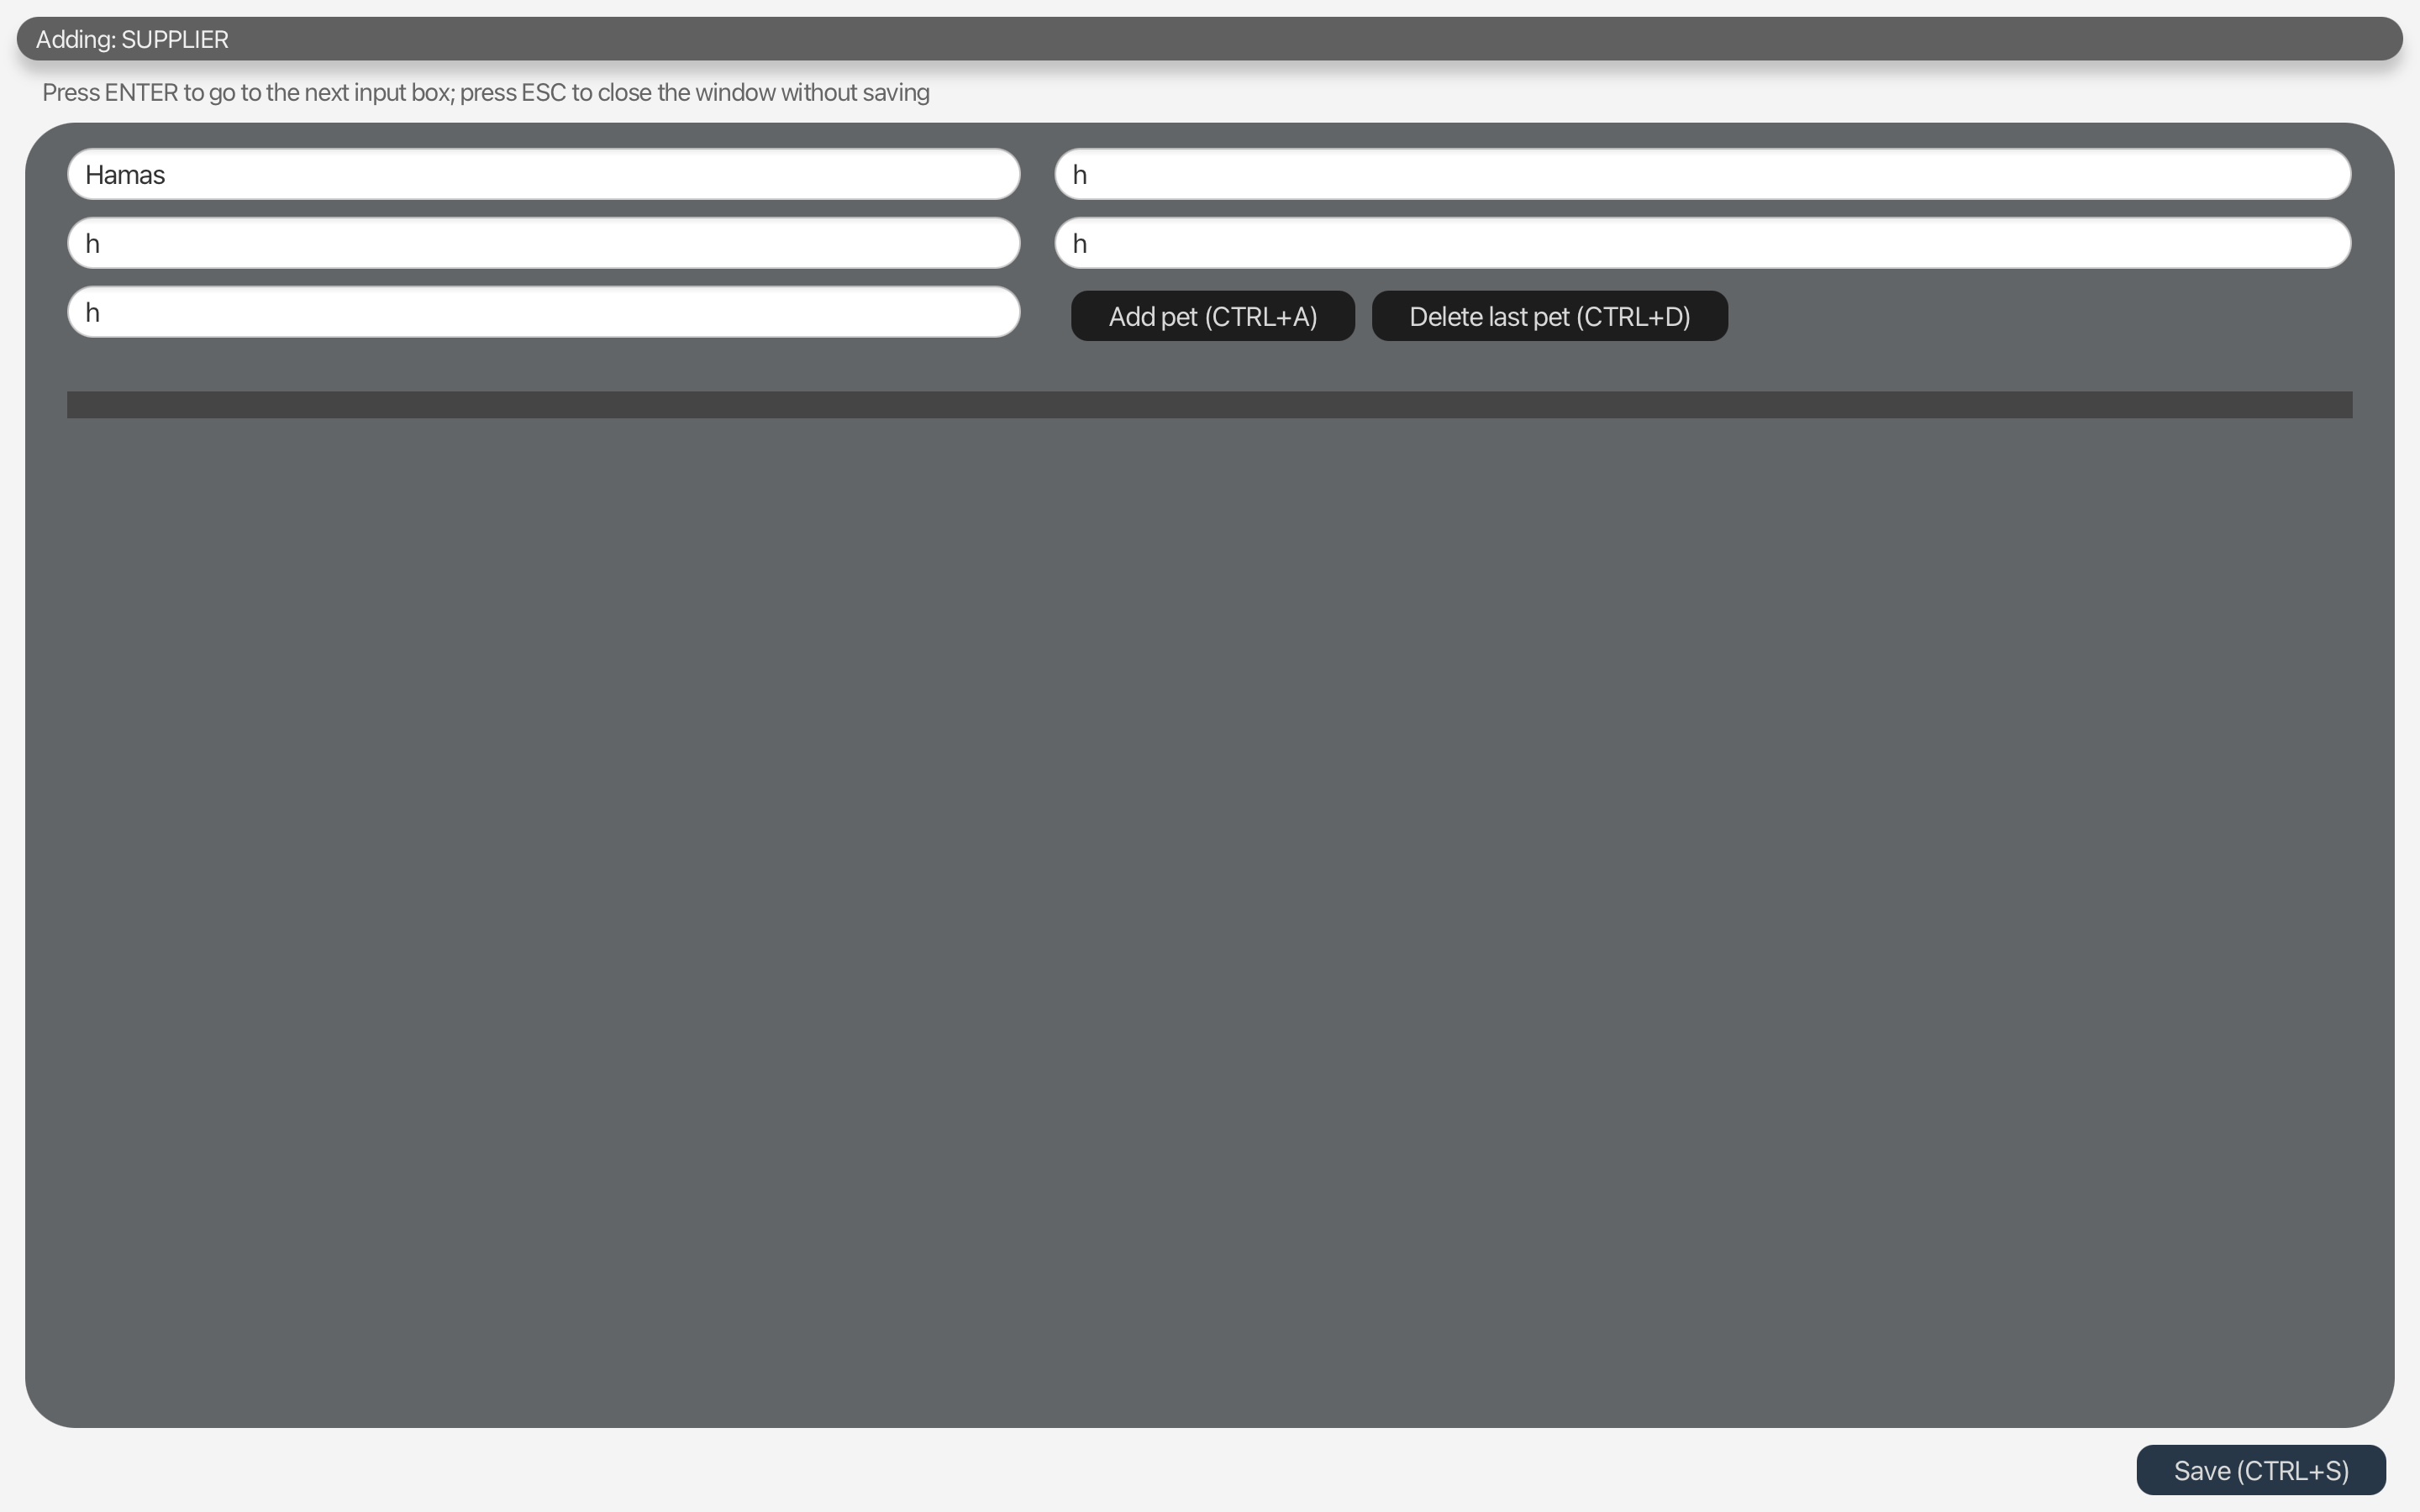 Adding: SUPPLIER
Press ENTER to go to the next input box; press ESC to close the window without saving
Hamas
h
h
h
h
Add pet (CTRL+A)
Delete last pet (CTRL+D)
Save (CTRL+S)